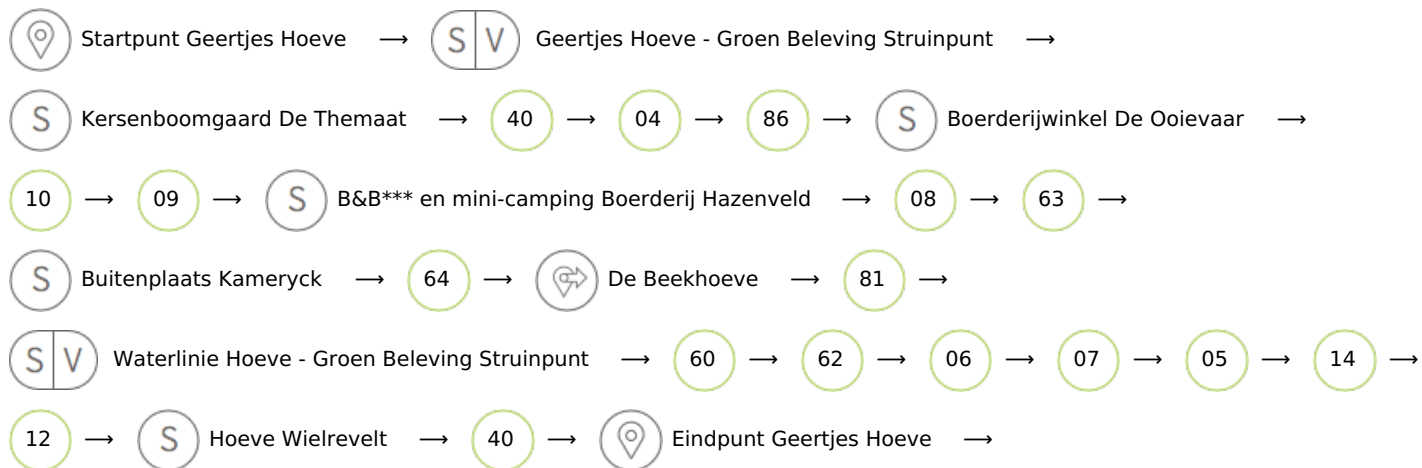 Startpunt Geertjes Hoeve → S V Geertjes Hoeve - Groen Beleving Struinpunt →
S Kersenboomgaard De Themaat → 40 → 04 → 86 → S Boerderijwinkel De Ooievaar →
10 → 09 → S B&B*** en mini-camping Boerderij Hazenveld → 08 → 63 →
S Buitenplaats Kameryck → 64 → De Beekhoeve → 81 →
S V Waterlinie Hoeve - Groen Beleving Struinpunt → 60 → 62 → 06 → 07 → 05 → 14 →
12 → S Hoeve Wielrevelt → 40 → Eindpunt Geertjes Hoeve →